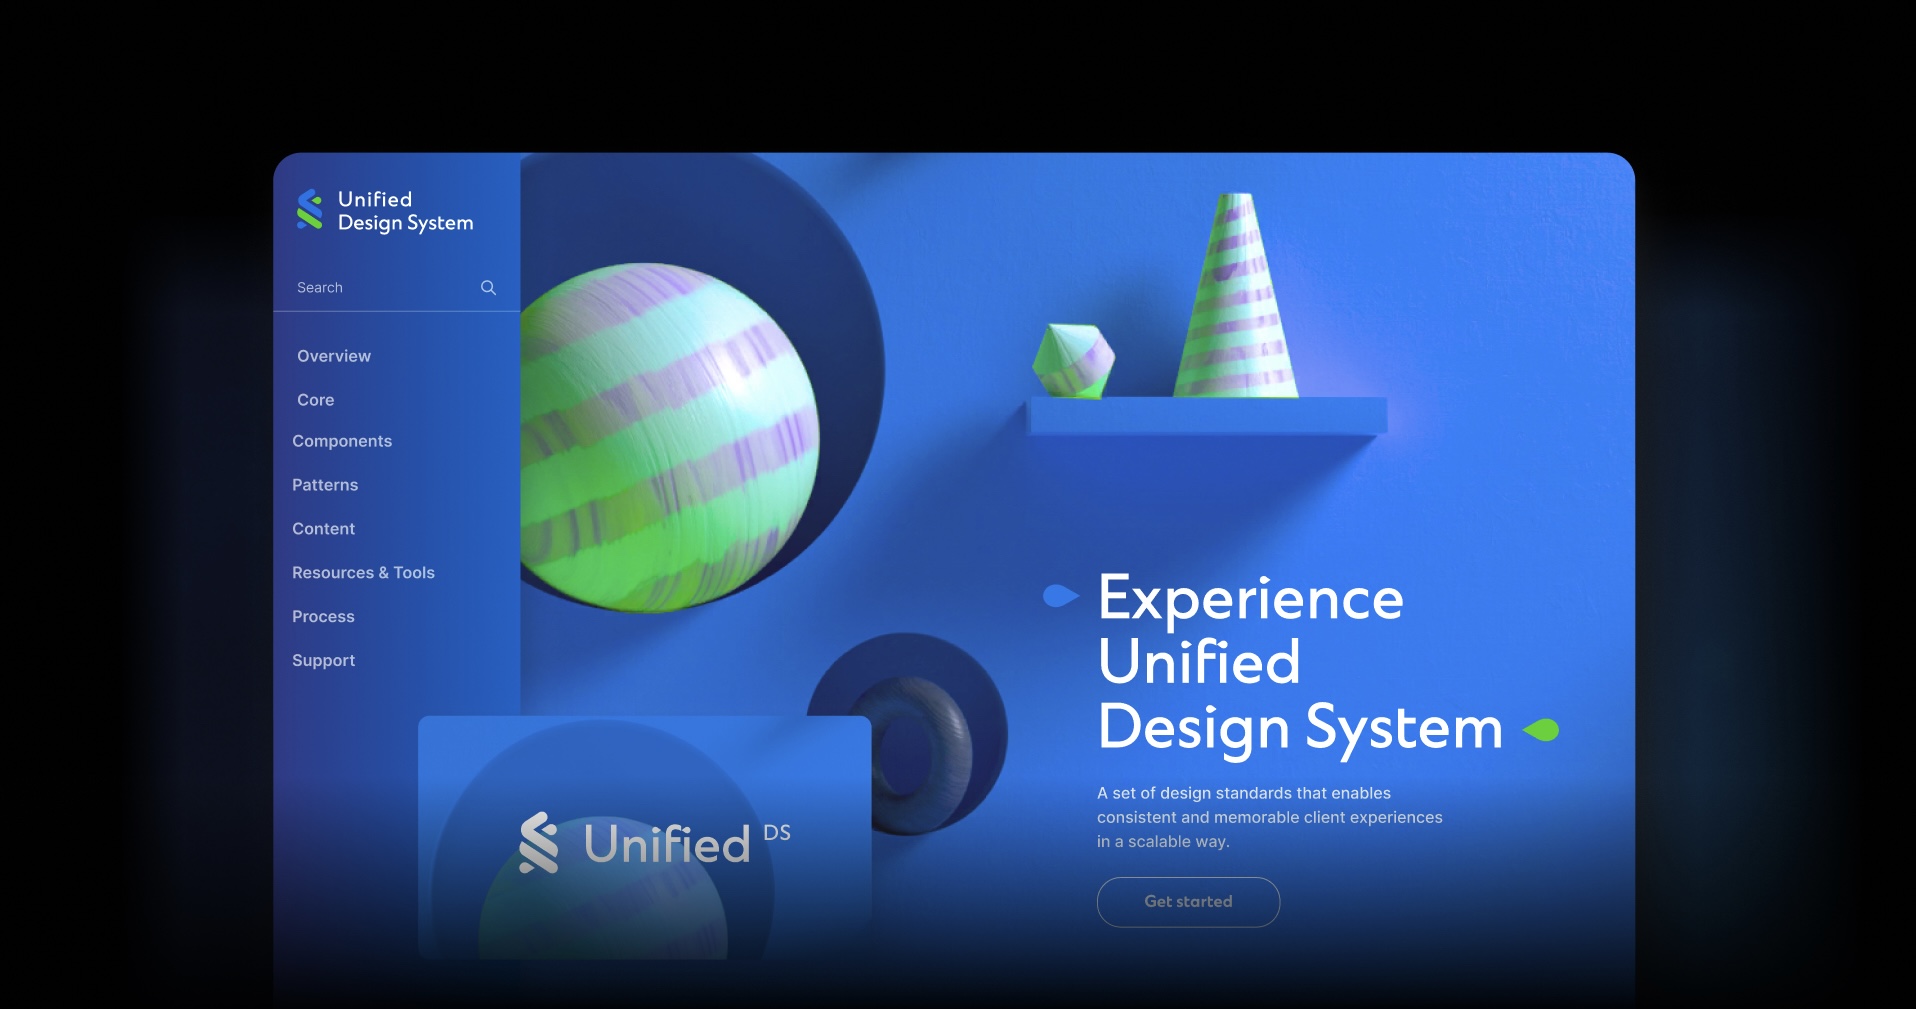 Unified
Design System
Search
Overview
Core
Components
Patterns
Content
Resources & Tools
Process
Support
Unified DS
Experience
Unified
Design System
A set of design standards that enables
consistent and memorable client experiences
in a scalable way.
Get started